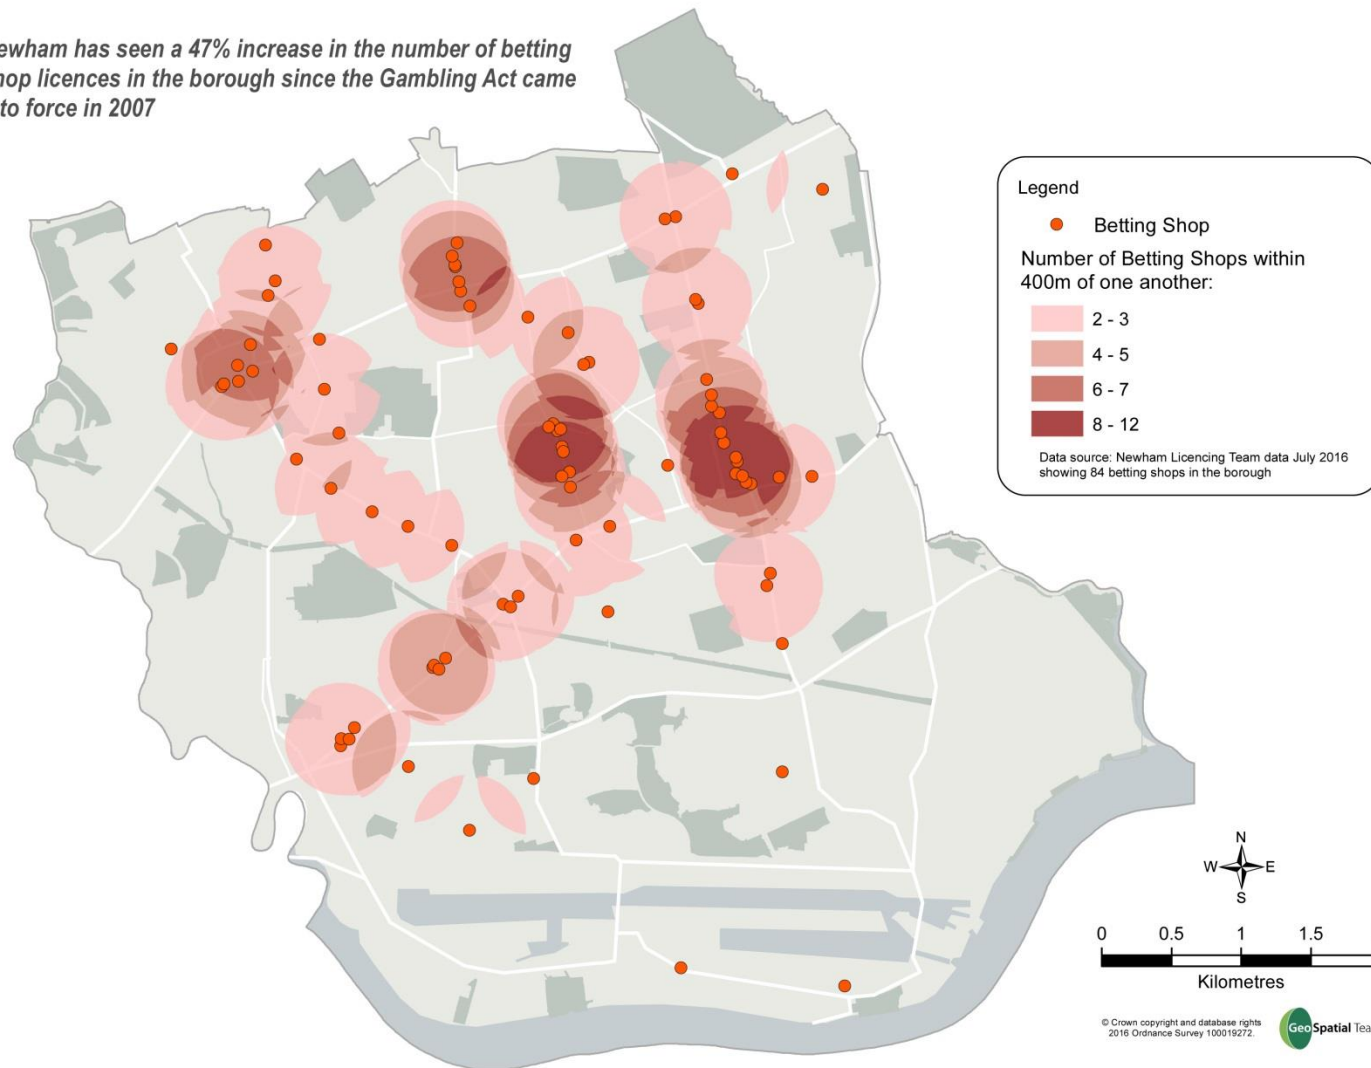 ewham has seen a 47% increase in the number of betting
hop licences in the borough since the Gambling Act came
to force in 2007
Legend
Betting Shop
Number of Betting Shops within
400m of one another:
2 - 3
4 - 5
6 - 7
8 - 12
Data source: Newham Licencing Team data July 2016
showing 84 betting shops in the borough
N
W E
S
0 0.5 1 1.5
Kilometres
© Crown copyright and database rights
2016 Ordnance Survey 100019272.
GeoSpatial Tea